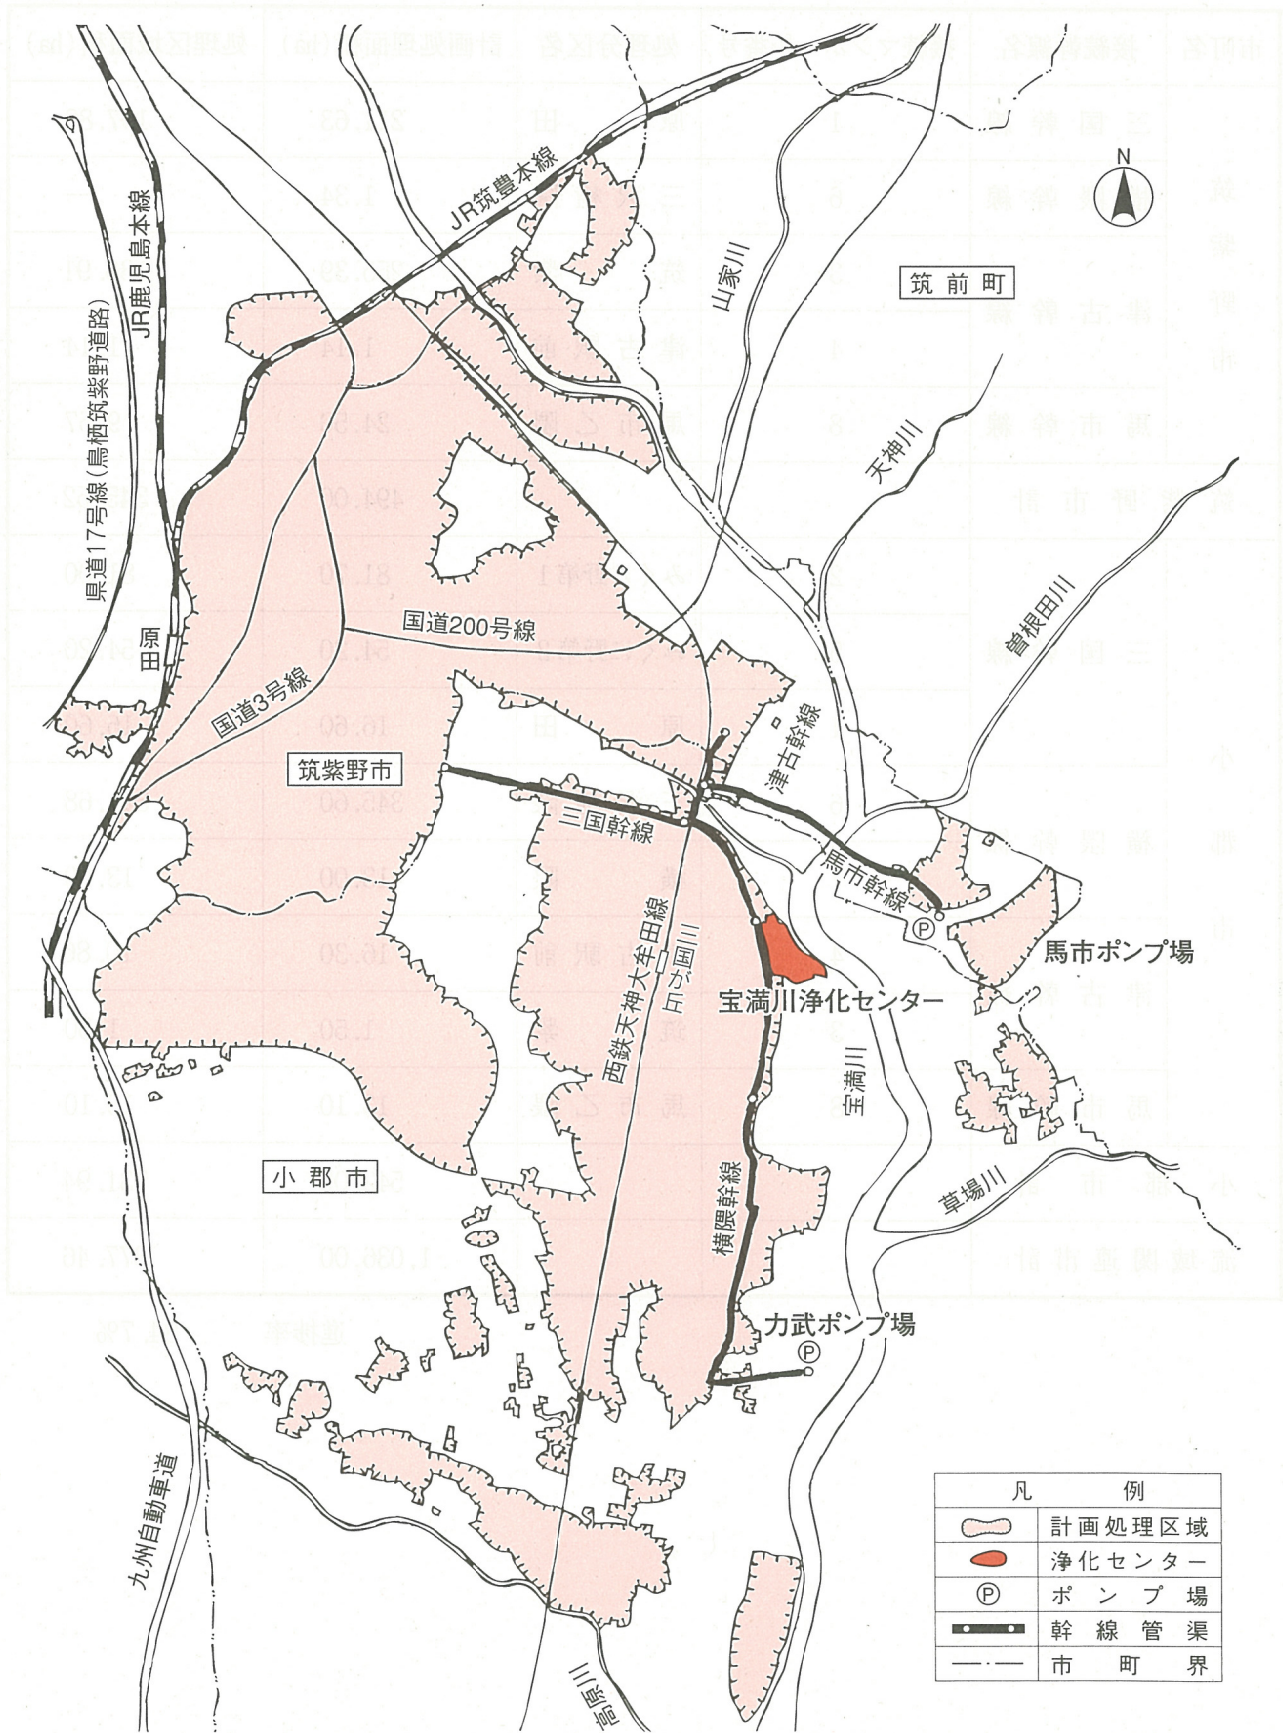 N
JR筑豊本線
JR鹿児島本線
県道17号線(鳥栖筑紫野道路)
山家川
筑前町
天神川
曽根田川
原田
国道200号線
国道3号線
筑紫野市
津古幹線
三国幹線
馬市幹線
P
馬市ポンプ場
西鉄天神大牟田線
三国が丘
宝満川浄化センター
宝満川
小郡市
横隈幹線
草場川
力武ポンプ場
P
九州自動車道
高原川
凡例
計画処理区域
浄化センター
P ポンプ場
幹線管渠
市町界